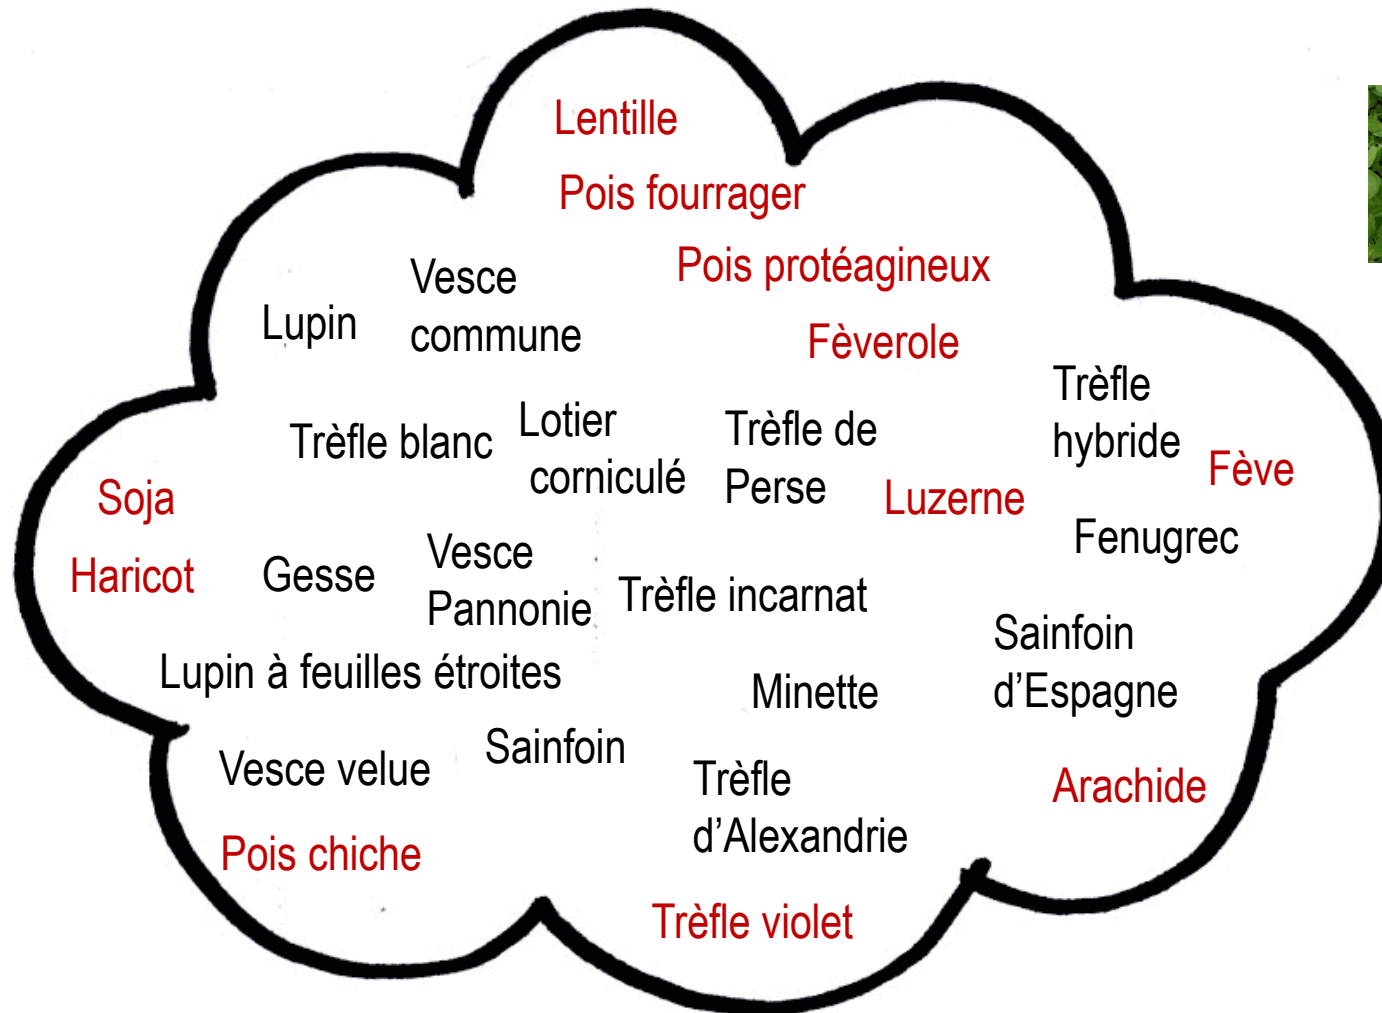 Lentille
Pois fourrager
Pois protéagineux
Vesce
commune
Lupin
Fèverole
Trèfle
hybride
Trèfle blanc
Lotier
corniculé
Trèfle de
Perse
Luzerne
Fève
Soja
Haricot
Gesse
Vesce
Pannonie
Trèfle incarnat
Fenugrec
Sainfoin
d'Espagne
Lupin à feuilles étroites
Minette
Vesce velue
Sainfoin
Trèfle
d'Alexandrie
Arachide
Pois chiche
Trèfle violet